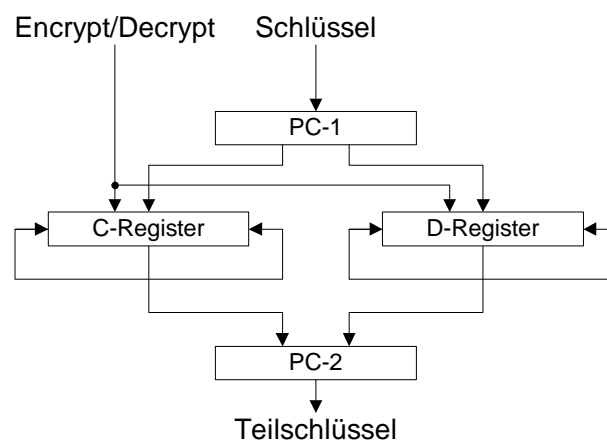 Encrypt/Decrypt
Schlüssel
PC-1
C-Register
D-Register
PC-2
Teilschlüssel